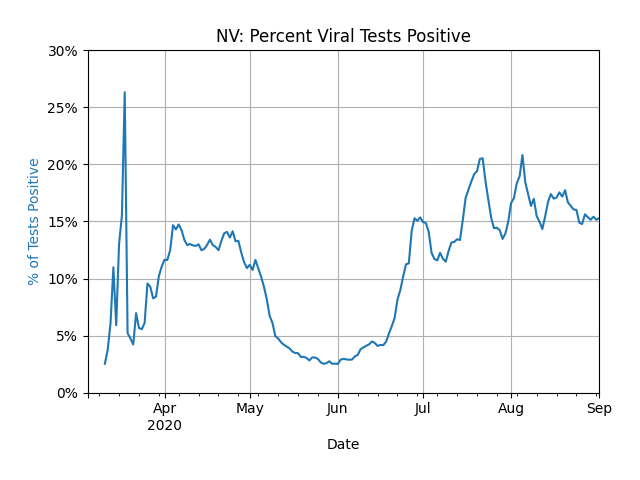 NV: Percent Viral Tests Positive
30%
25%
20%
15%
10%
5%
0%
% of Tests Positive
Apr May Jun Jul Aug Sep
2020
Date